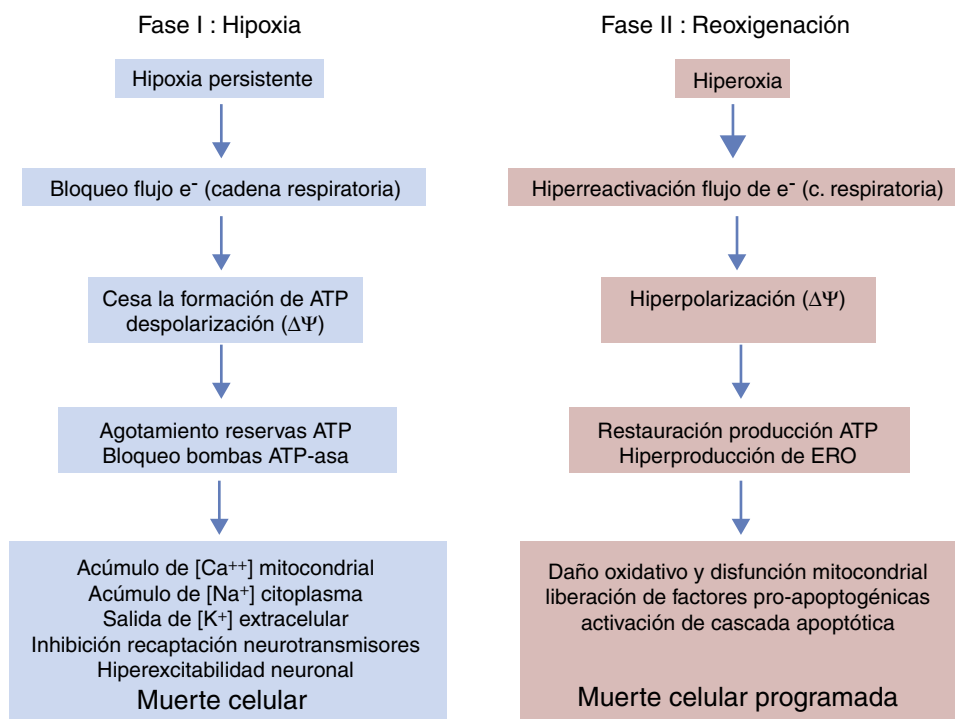 Fase I : Hipoxia
Hipoxia persistente
Bloqueo flujo e⁻ (cadena respiratoria)
Cesa la formación de ATP
despolarización (ΔΨ)
Agotamiento reservas ATP
Bloqueo bombas ATP-asa
Acúmulo de [Ca⁺⁺] mitocondrial
Acúmulo de [Na⁺] citoplasma
Salida de [K⁺] extracelular
Inhibición recaptación neurotransmisores
Hiperexcitabilidad neuronal
Muerte celular
Fase II : Reoxigenación
Hiperoxia
Hiperreactivación flujo de e⁻ (c. respiratoria)
Hiperpolarización (ΔΨ)
Restauración producción ATP
Hiperproducción de ERO
Daño oxidativo y disfunción mitocondrial
liberación de factores pro-apoptogénicas
activación de cascada apoptótica
Muerte celular programada